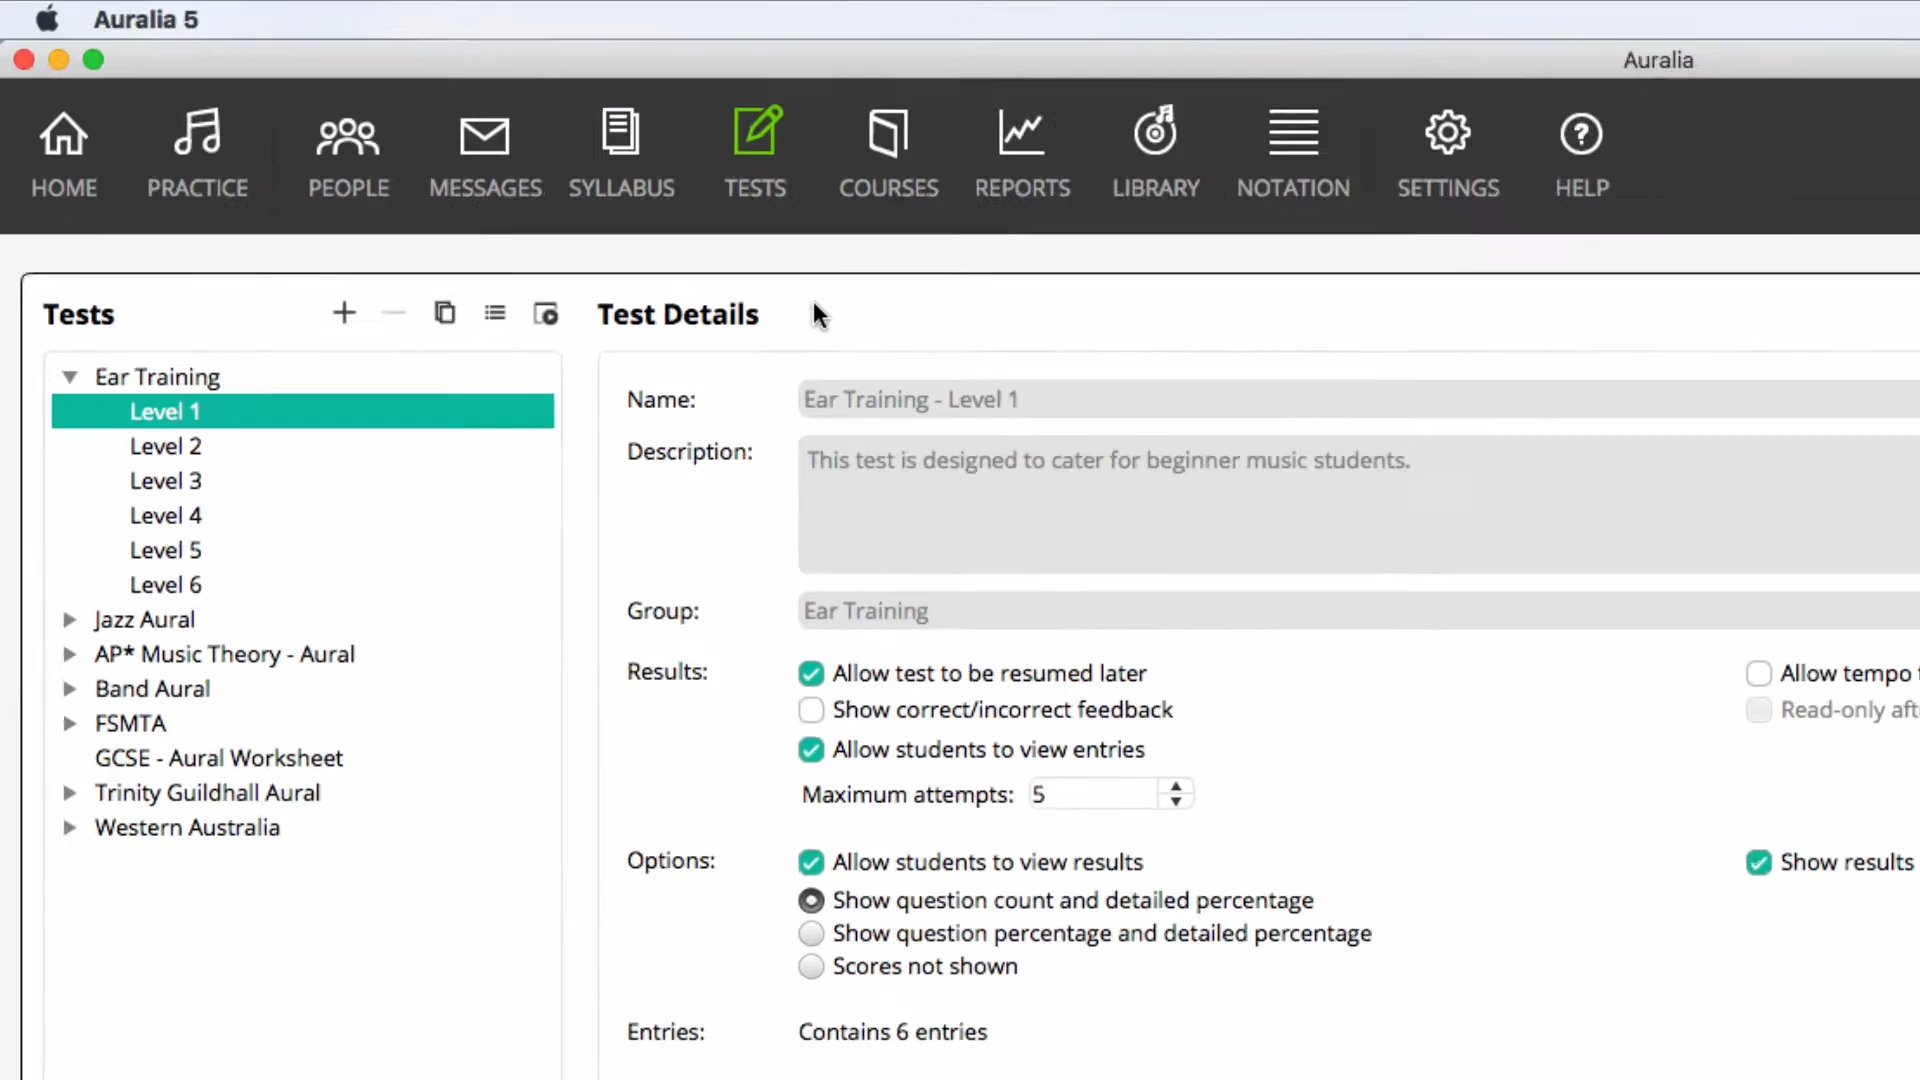 Auralia 5
Auralia
HOME
PRACTICE
PEOPLE
MESSAGES
SYLLABUS
TESTS
COURSES
REPORTS
LIBRARY
NOTATION
SETTINGS
HELP
Tests
Ear Training
Level 1
Level 2
Level 3
Level 4
Level 5
Level 6
Jazz Aural
AP* Music Theory - Aural
Band Aural
FSMTA
GCSE - Aural Worksheet
Trinity Guildhall Aural
Western Australia
Test Details
Name: Ear Training - Level 1
Description: This test is designed to cater for beginner music students.
Group: Ear Training
Results: Allow test to be resumed later Allow tempo
Show correct/incorrect feedback Read-only
Allow students to view entries
Maximum attempts: 5
Options: Allow students to view results Show results
Show question count and detailed percentage
Show question percentage and detailed percentage
Scores not shown
Entries: Contains 6 entries